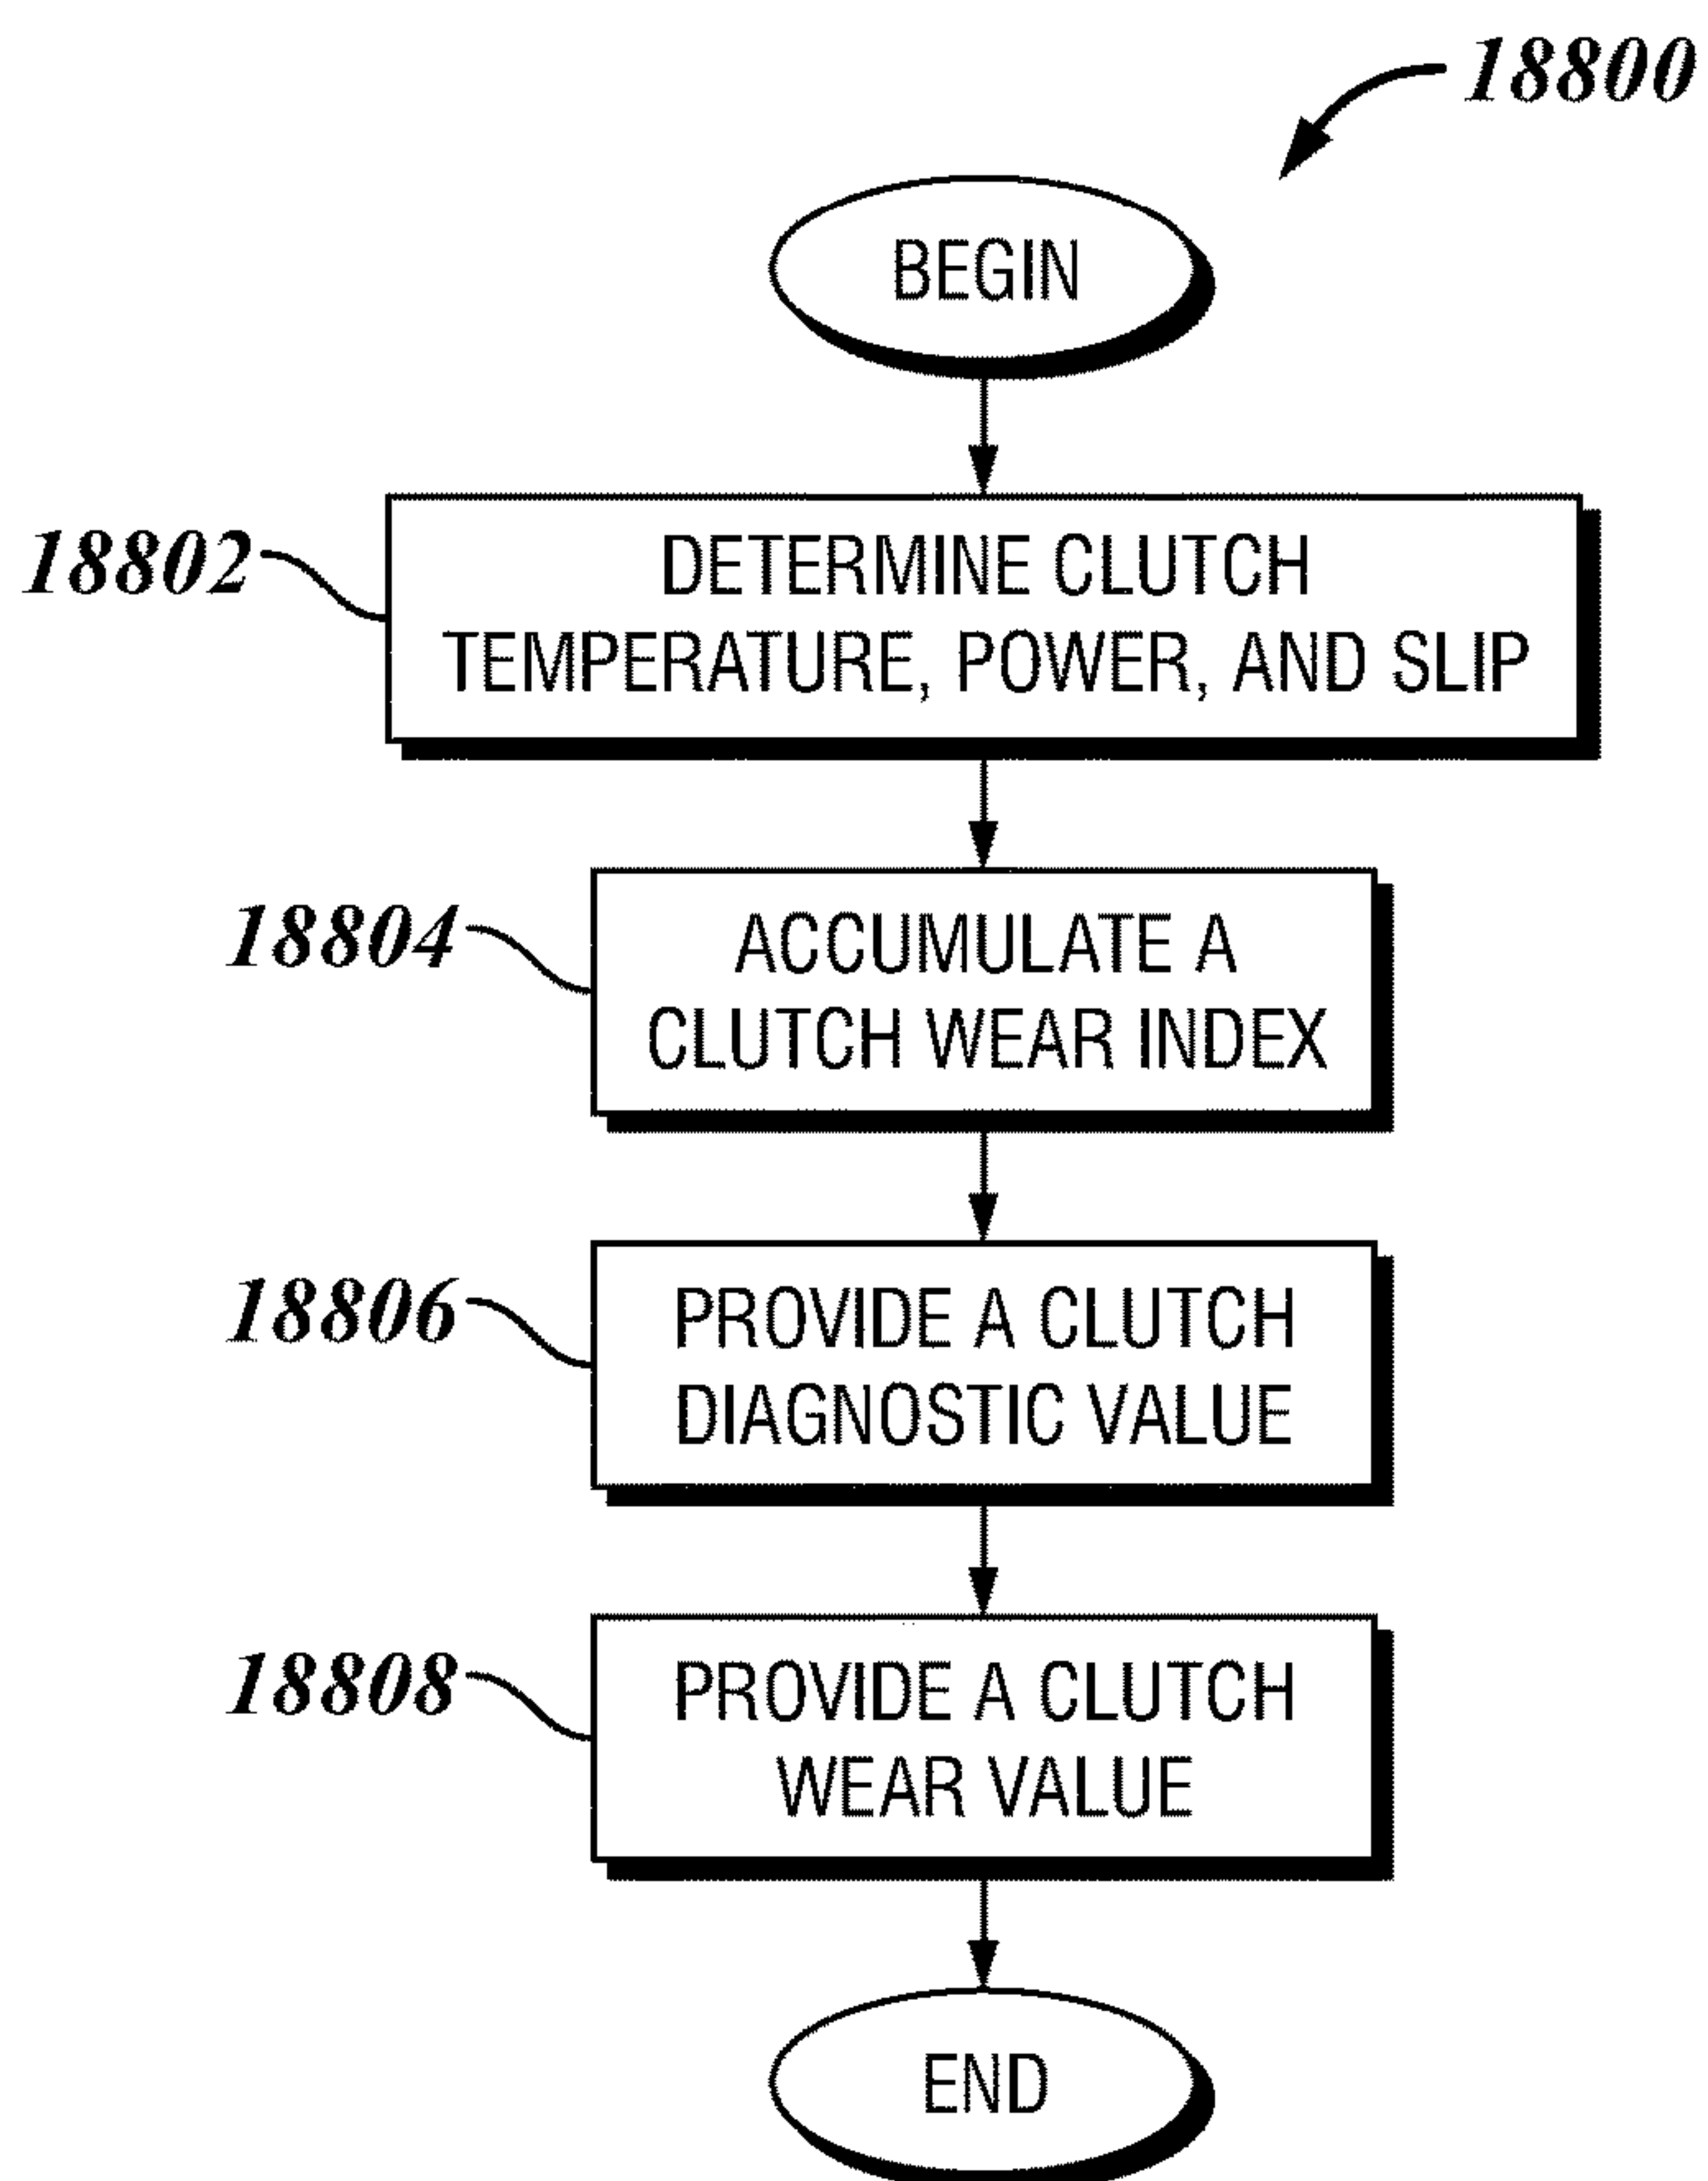 18800
BEGIN
18802
DETERMINE CLUTCH
TEMPERATURE, POWER, AND SLIP
18804
ACCUMULATE A
CLUTCH WEAR INDEX
18806
PROVIDE A CLUTCH
DIAGNOSTIC VALUE
18808
PROVIDE A CLUTCH
WEAR VALUE
END